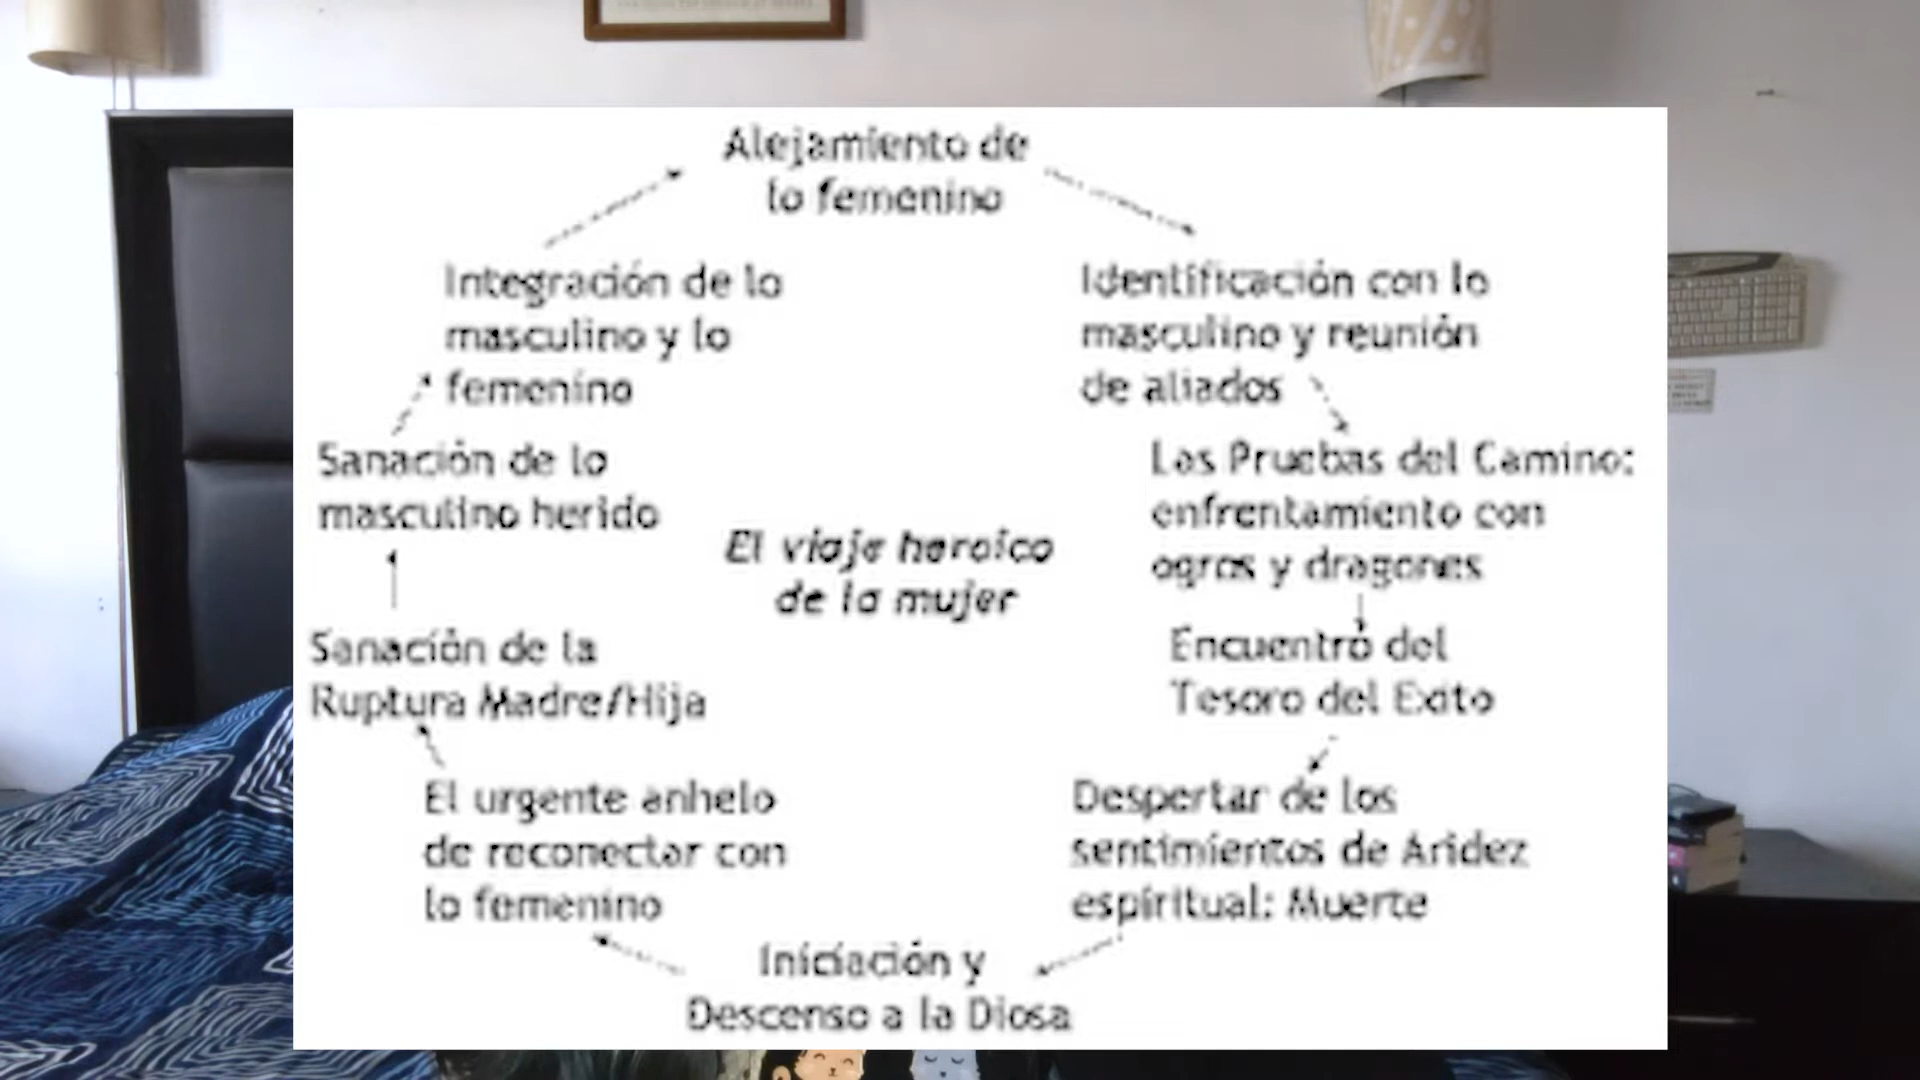 Alejamiento de
lo femenino
Identificación con lo
masculino y reunión
de aliados
Las Pruebas del Camino:
enfrentamiento con
ogros y dragones
Encuentro del
Tesoro del Exito
Despertar de los
sentimientos de Aridez
espíritual: Muerte
Iniciación y
Descenso a la Diosa
El urgente anhelo
de reconectar con
lo femenino
Sanación de la
Ruptura Madre/Hija
Sanación de lo
masculino herido
Integración de lo
masculino y lo
femenino
El viaje heroico
de la mujer